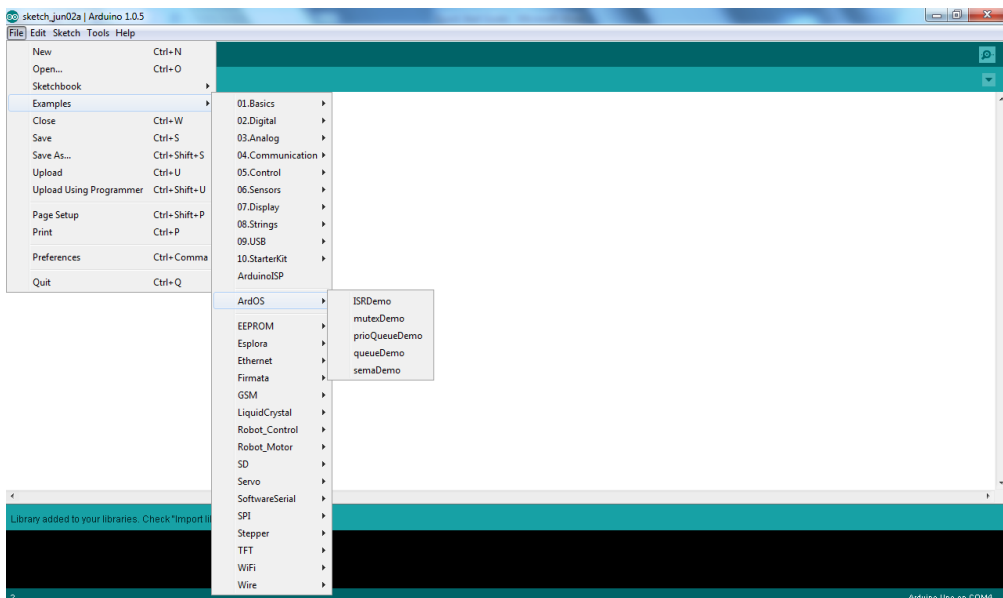 sketch_jun02a | Arduino 1.0.5
File Edit Sketch Tools Help
New Ctrl+N
Open... Ctrl+O
Sketchbook
Examples
Close Ctrl+W
Save Ctrl+S
Save As... Ctrl+Shift+S
Upload Ctrl+U
Upload Using Programmer Ctrl+Shift+U
Page Setup Ctrl+Shift+P
Print Ctrl+P
Preferences Ctrl+Comma
Quit Ctrl+Q
01.Basics
02.Digital
03.Analog
04.Communication
05.Control
06.Sensors
07.Display
08.Strings
09.USB
10.StarterKit
ArduinoISP
ArdOS
EEPROM
Esplora
Ethernet
Firmata
GSM
LiquidCrystal
Robot_Control
Robot_Motor
SD
Servo
SoftwareSerial
SPI
Stepper
TFT
WiFi
Wire
ISRDemo
mutexDemo
prioQueueDemo
queueDemo
semaDemo
Library added to your libraries. Check "Import li
Arduino Uno on COM4